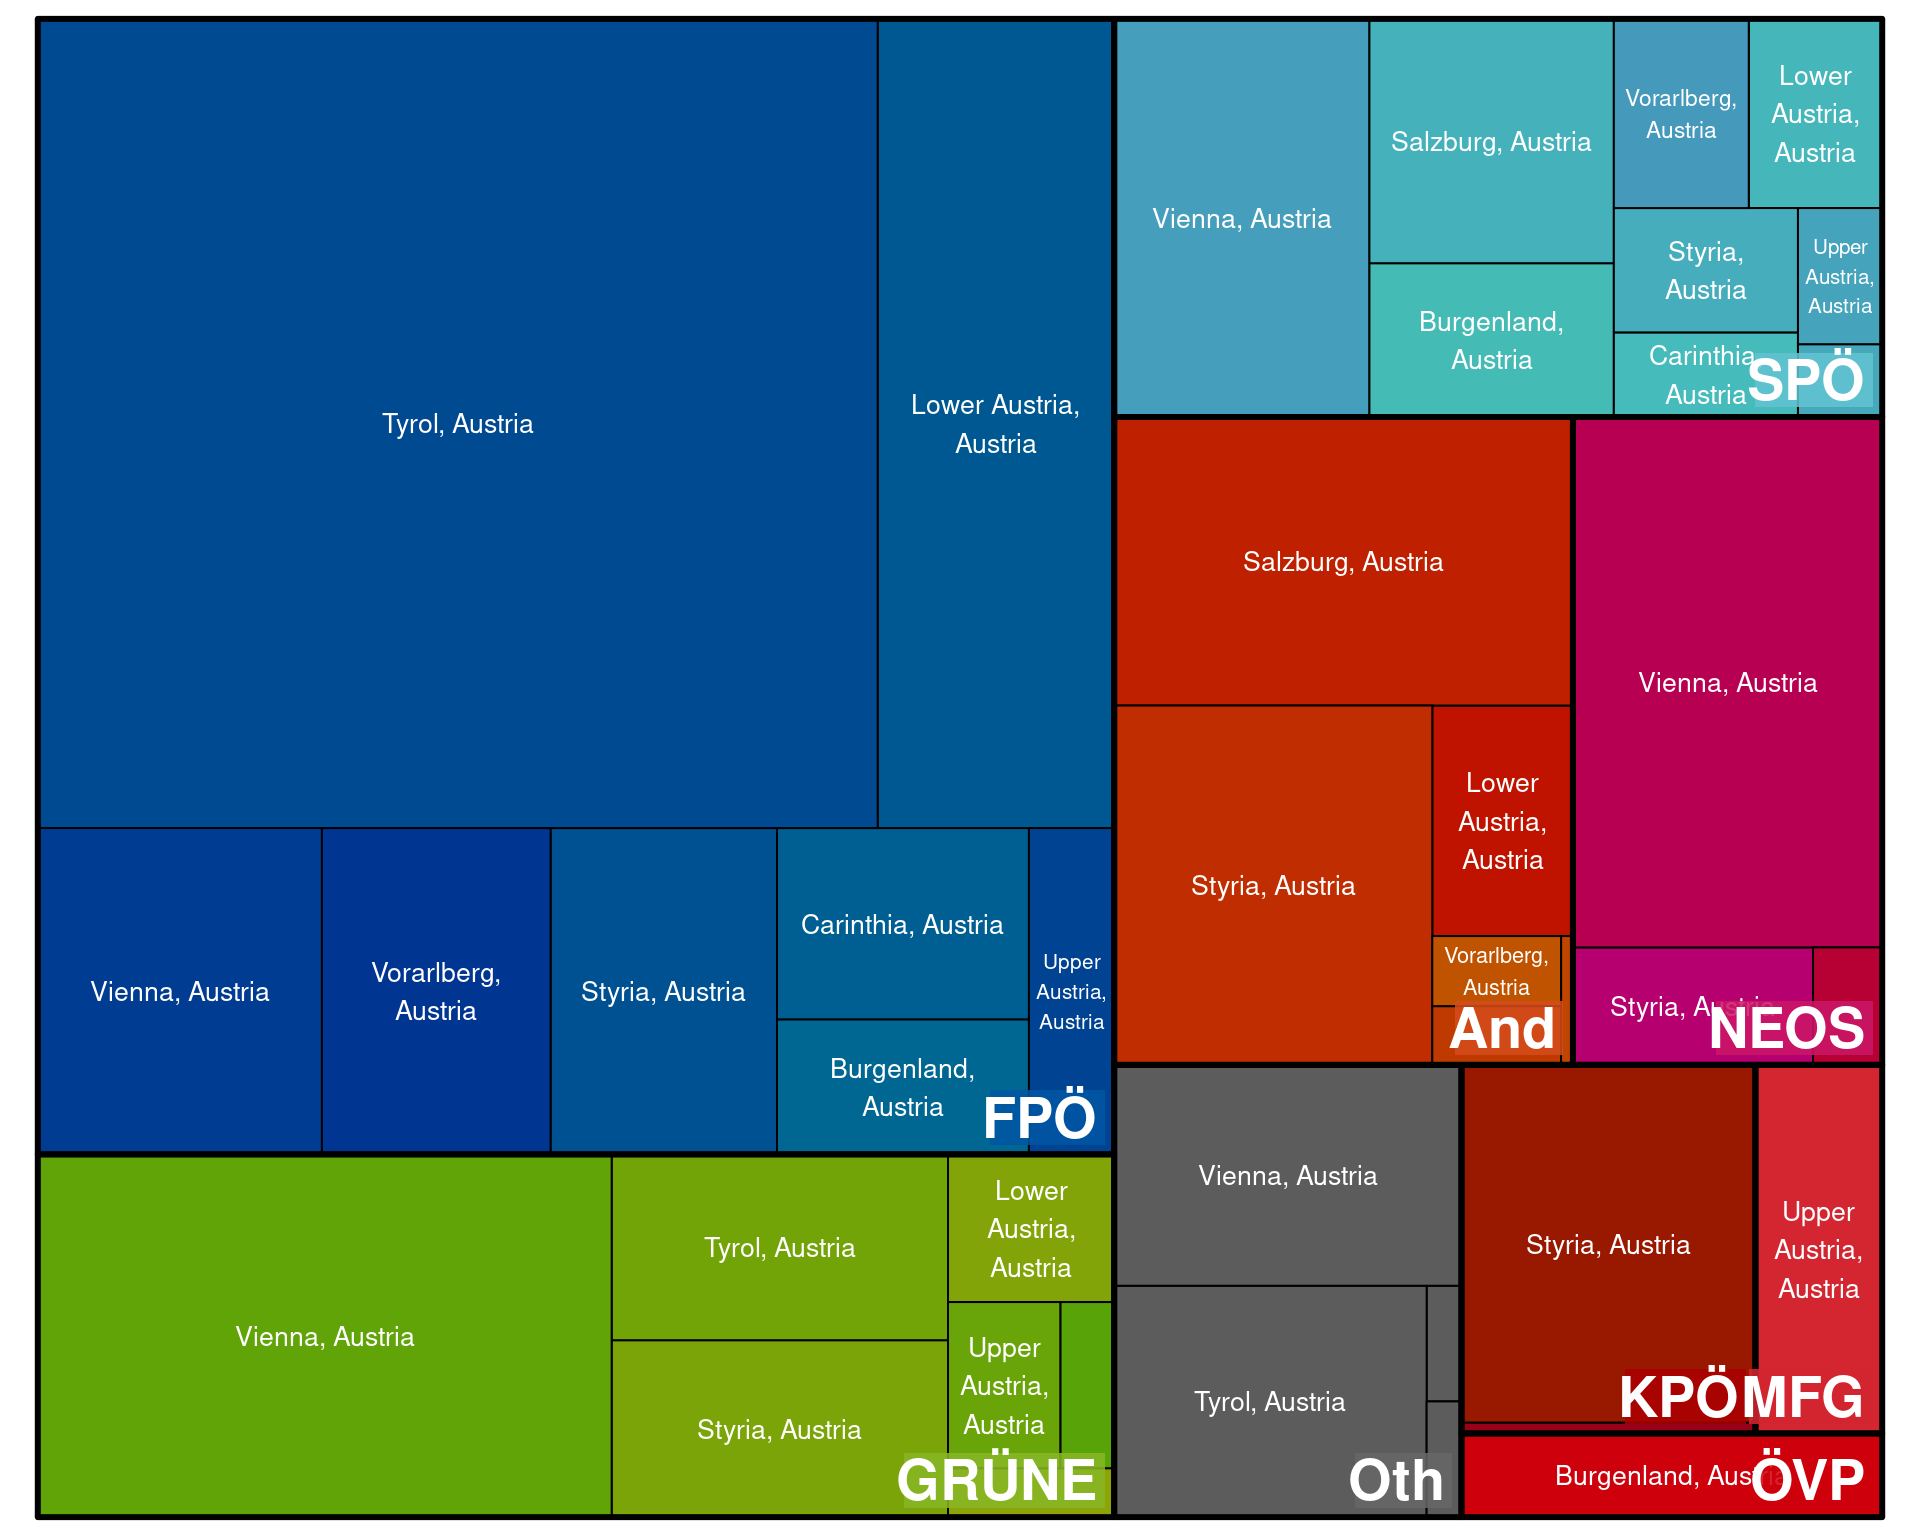 Tyrol, Austria
Lower Austria,
Austria
Vienna, Austria
Vorarlberg,
Austria
Styria, Austria
Carinthia, Austria
Burgenland,
Austria
Upper
Austria,
Austria
FPÖ
Vienna, Austria
Tyrol, Austria
Styria, Austria
Lower
Austria,
Austria
Upper
Austria,
Austria
GRÜNE
Vienna, Austria
Salzburg, Austria
Burgenland,
Austria
Vorarlberg,
Austria
Lower
Austria,
Austria
Styria,
Austria
Upper
Austria,
Austria
Carinthia,
Austria
SPÖ
Salzburg, Austria
Styria, Austria
Lower
Austria,
Austria
Vorarlberg,
Austria
And
Vienna, Austria
Styria, Austria
NEOS
Vienna, Austria
Tyrol, Austria
Oth
Styria, Austria
KPÖ
Upper
Austria,
Austria
MFG
Burgenland, Austria
ÖVP